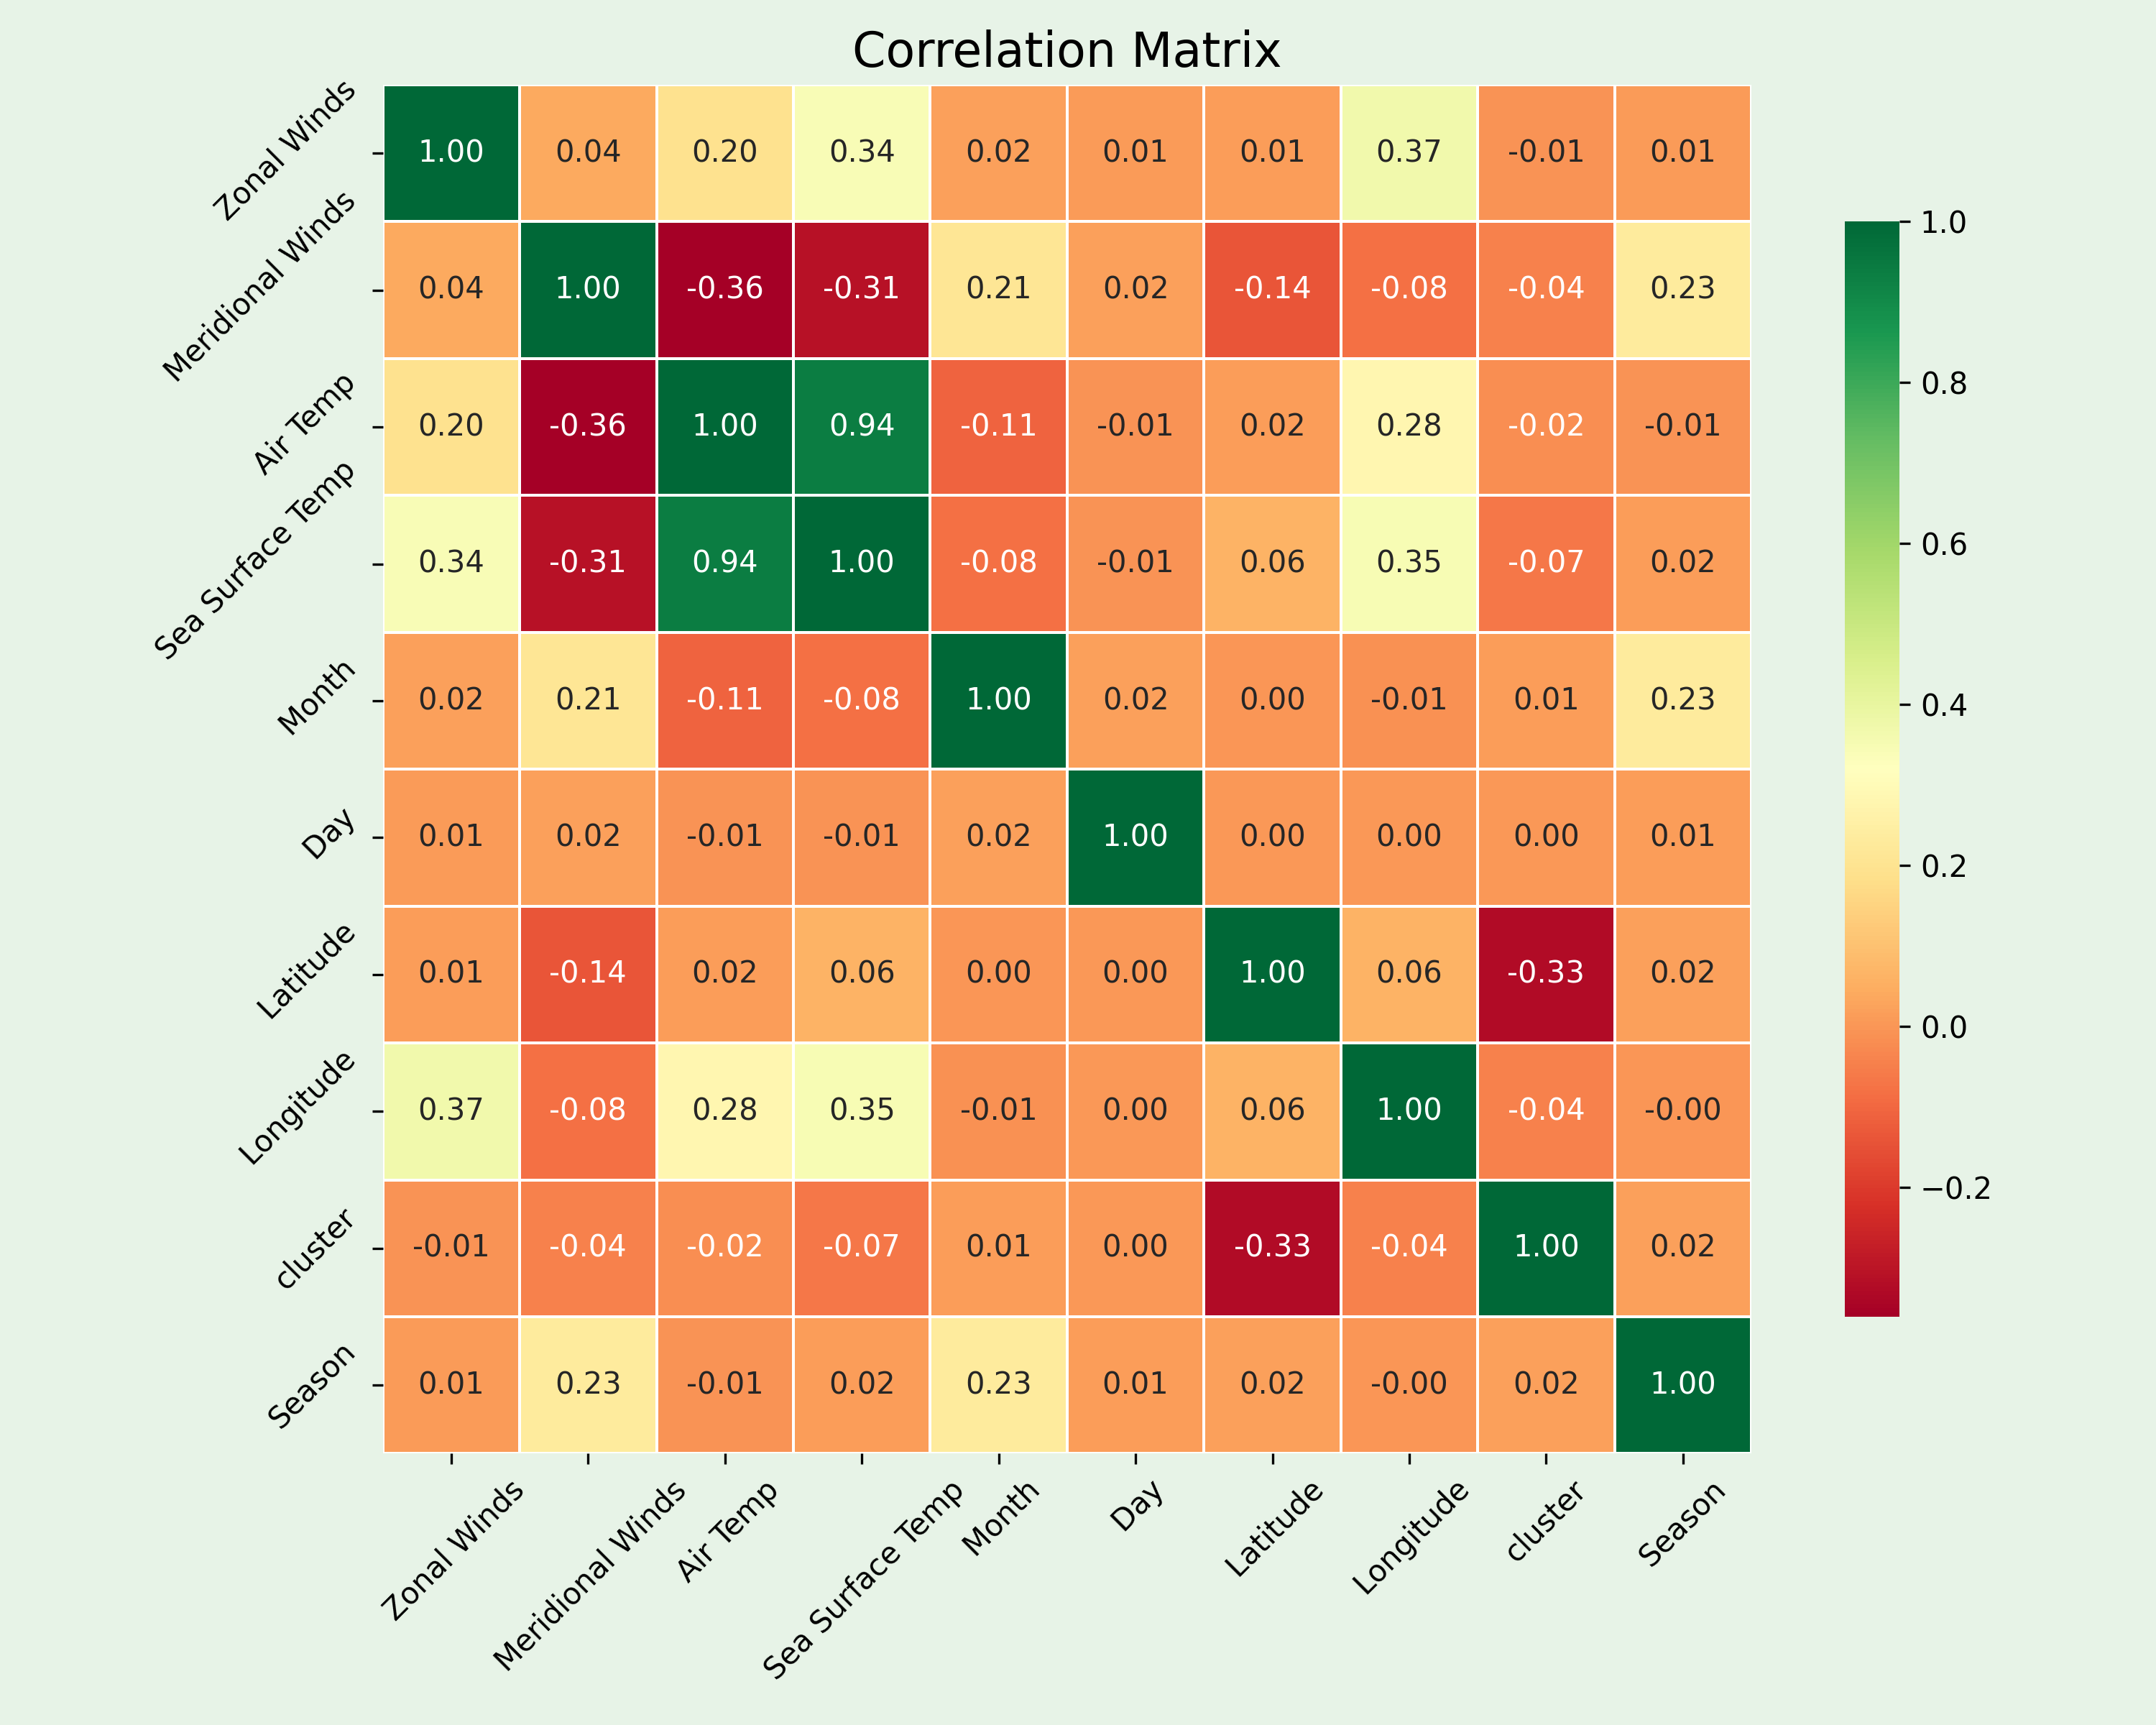 Correlation Matrix
Zonal Winds 1.00 0.04 0.20 0.34 0.02 0.01 0.01 0.37 -0.01 0.01
Meridional Winds 0.04 1.00 -0.36 -0.31 0.21 0.02 -0.14 -0.08 -0.04 0.23
Air Temp 0.20 -0.36 1.00 0.94 -0.11 -0.01 0.02 0.28 -0.02 -0.01
Sea Surface Temp 0.34 -0.31 0.94 1.00 -0.08 -0.01 0.06 0.35 -0.07 0.02
Month 0.02 0.21 -0.11 -0.08 1.00 0.02 0.00 -0.01 0.01 0.23
Day 0.01 0.02 -0.01 -0.01 0.02 1.00 0.00 0.00 0.00 0.01
Latitude 0.01 -0.14 0.02 0.06 0.00 0.00 1.00 0.06 -0.33 0.02
Longitude 0.37 -0.08 0.28 0.35 -0.01 0.00 0.06 1.00 -0.04 -0.00
cluster -0.01 -0.04 -0.02 -0.07 0.01 0.00 -0.33 -0.04 1.00 0.02
Season 0.01 0.23 -0.01 0.02 0.23 0.01 0.02 -0.00 0.02 1.00
Zonal Winds Meridional Winds Air Temp Sea Surface Temp Month Day Latitude Longitude cluster Season
1.0
0.8
0.6
0.4
0.2
0.0
−0.2